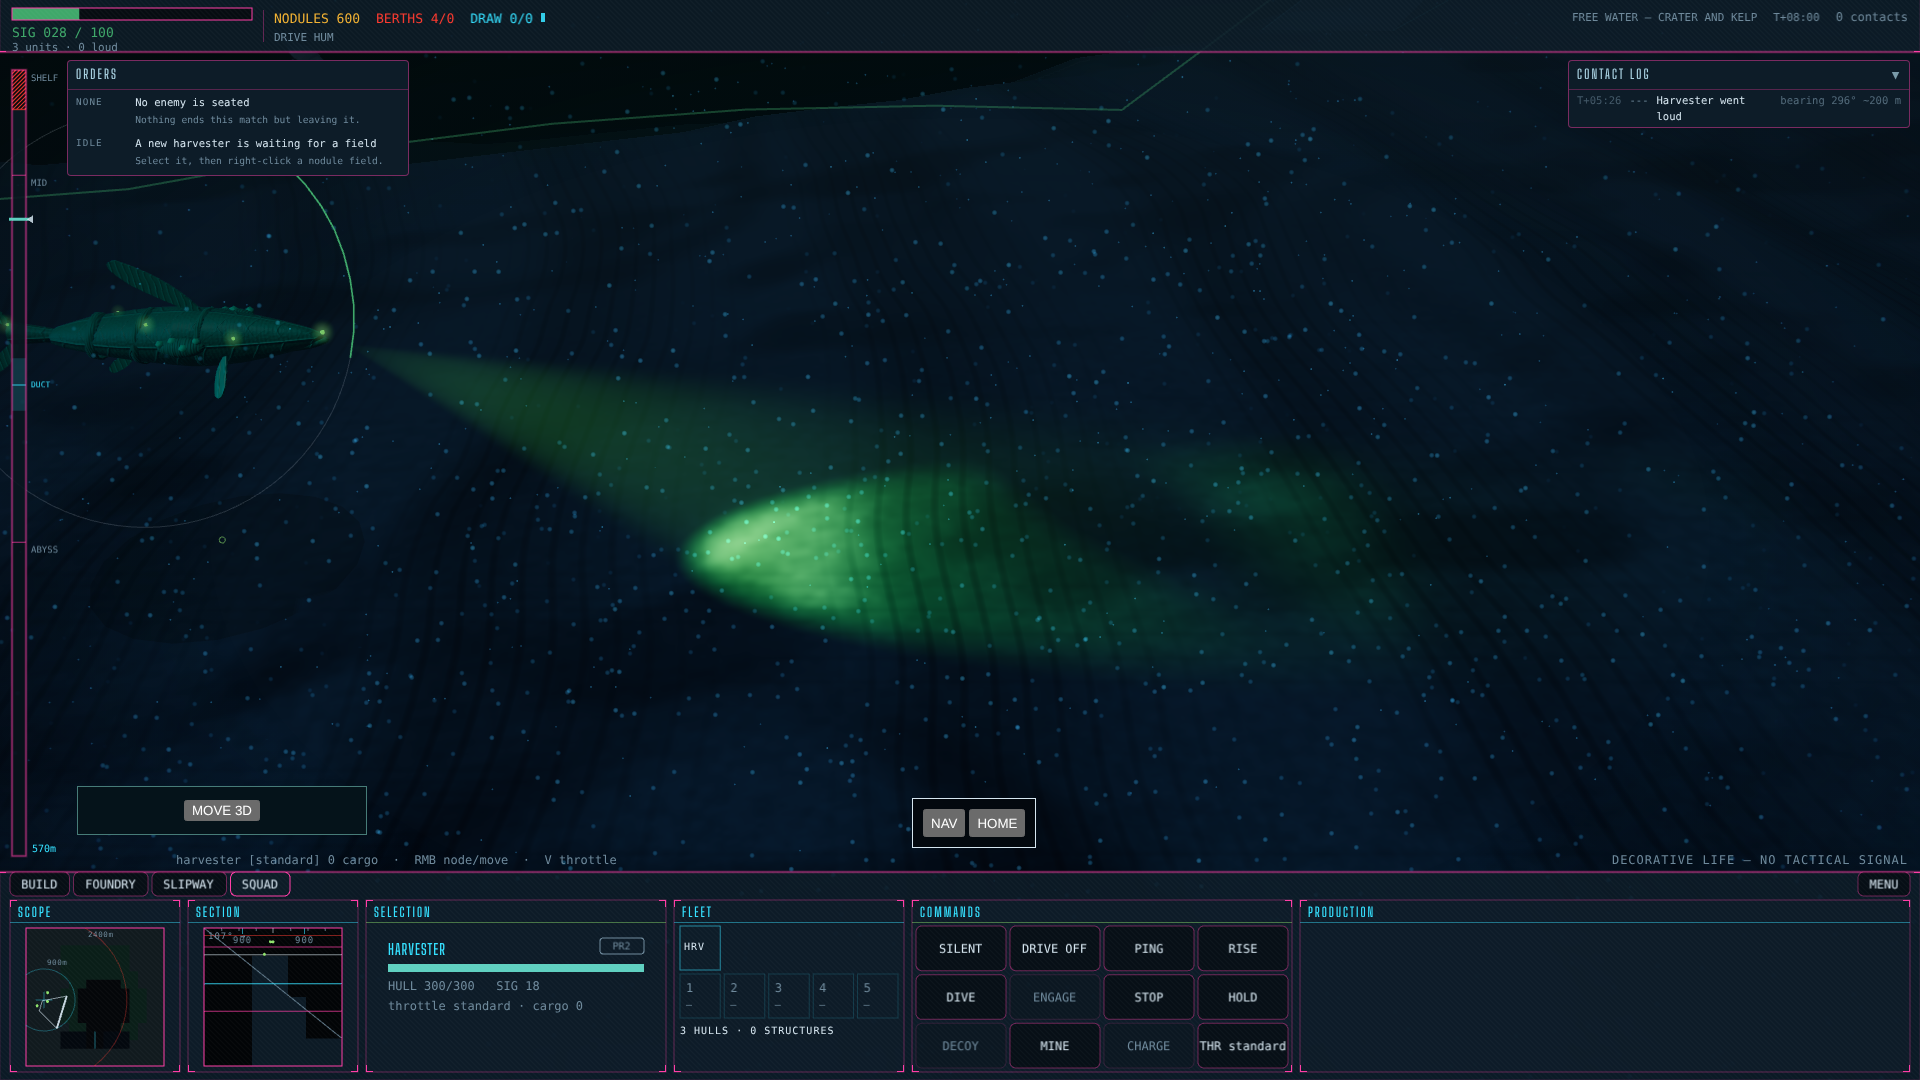 SIG 028 / 100
3 units · 0 loud
NODULES 600 BERTHS 4/0 DRAW 0/0
DRIVE HUM
FREE WATER — CRATER AND KELP T+08:00 0 contacts
SHELF
MID
DUCT
ABYSS
570m
ORDERS
NONE No enemy is seated
Nothing ends this match but leaving it.
IDLE A new harvester is waiting for a field
Select it, then right-click a nodule field.
CONTACT LOG ▼
T+05:26 --- Harvester went loud bearing 296° ~200 m
MOVE 3D
NAV HOME
harvester [standard] 0 cargo · RMB node/move · V throttle
DECORATIVE LIFE — NO TACTICAL SIGNAL
BUILD FOUNDRY SLIPWAY SQUAD MENU
SCOPE
2400m
900m
SECTION
107°
900 900
SELECTION
HARVESTER PR2
HULL 300/300 SIG 18
throttle standard · cargo 0
FLEET
HRV
1 2 3 4 5
— — — — —
3 HULLS · 0 STRUCTURES
COMMANDS
SILENT DRIVE OFF PING RISE
DIVE ENGAGE STOP HOLD
DECOY MINE CHARGE THR standard
PRODUCTION